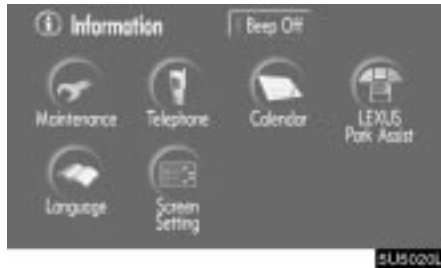 i Information
Beep Off
Maintenance Telephone Calendar LEXUS
Park Assist
Language Screen
Setting
5U5020L